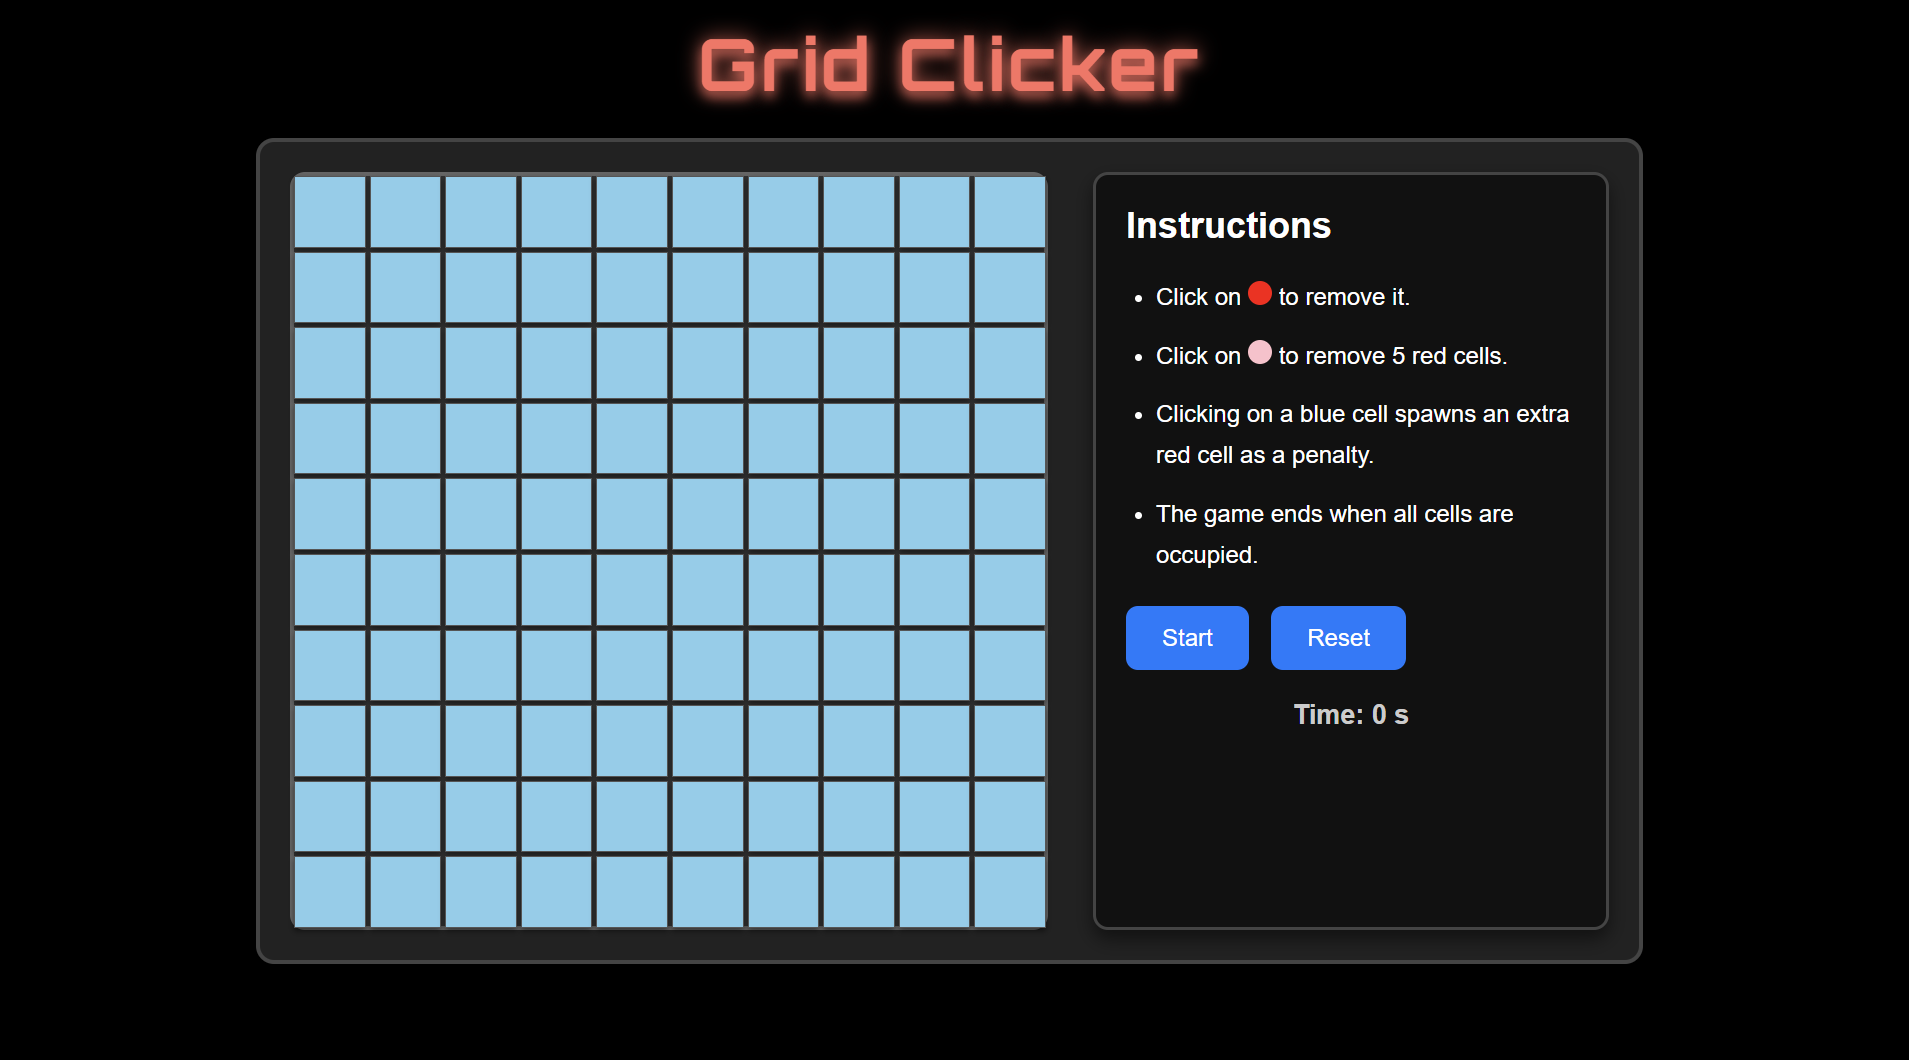 Grid Clicker
Instructions
Click on to remove it.
Click on to remove 5 red cells.
Clicking on a blue cell spawns an extra
red cell as a penalty.
The game ends when all cells are
occupied.
Start Reset
Time: 0 s